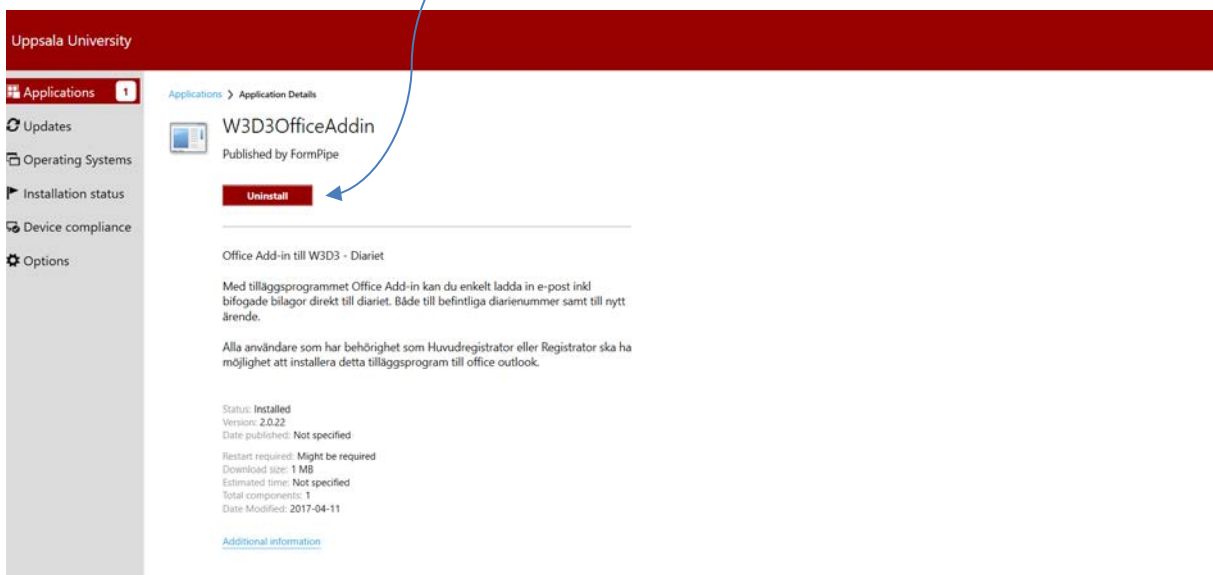 Uppsala University
Applications 1
Updates
Operating Systems
Installation status
Device compliance
Options
Applications > Application Details
W3D3OfficeAddin
Published by FormPipe
Uninstall
Office Add-in till W3D3 - Diariet
Med tilläggsprogrammet Office Add-in kan du enkelt ladda in e-post inkl
bifogade bilagor direkt till diariet. Både till befintliga diarienummer samt till nytt
ärende.
Alla användare som har behörighet som Huvudregistrator eller Registrator ska ha
möjlighet att installera detta tilläggsprogram till office outlook.
Status: Installed
Version: 2.0.22
Date published: Not specified
Restart required: Might be required
Download size: 1 MB
Estimated time: Not specified
Total components: 1
Date Modified: 2017-04-11
Additional information